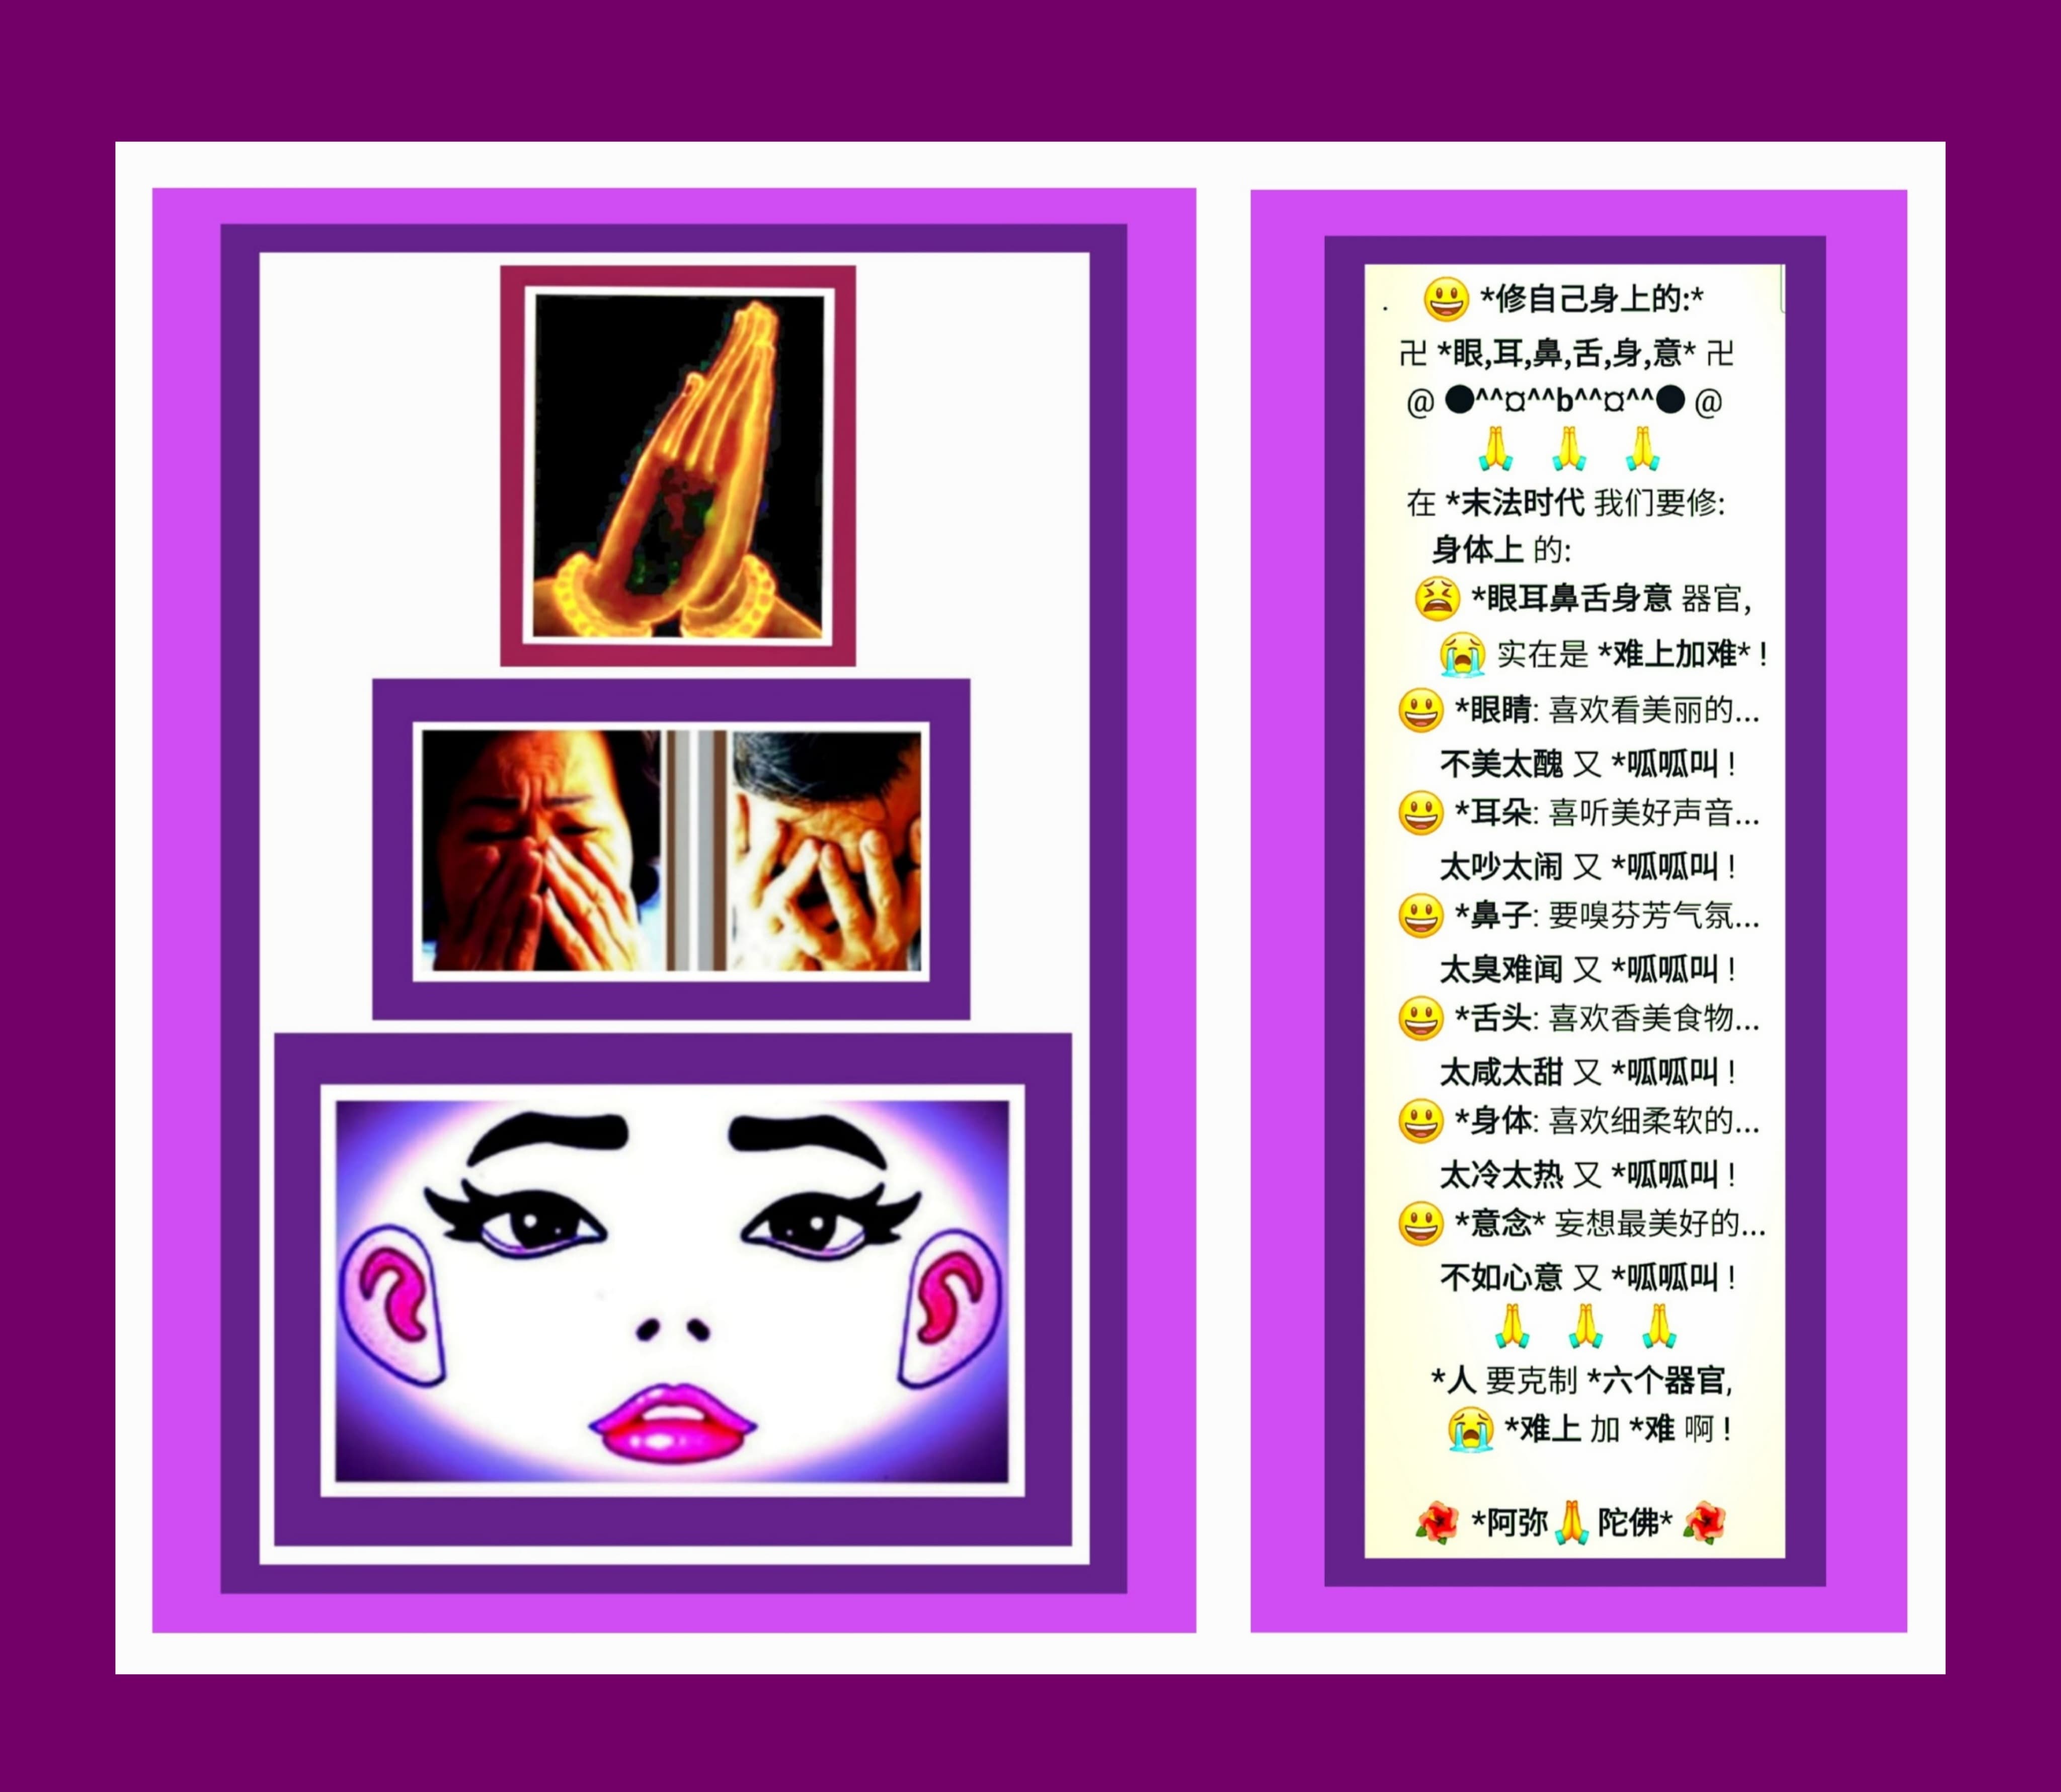 . 😃 *修自己身上的:*
卍 *眼,耳,鼻,舌,身,意* 卍
@ ●^^¤^^b^^¤^^● @
🙏 🙏 🙏
在 *末法时代 我们要修:
身体上 的:
😫 *眼耳鼻舌身意 器官,
😭 实在是 *难上加难* !
😃 *眼睛: 喜欢看美丽的...
不美太醜 又 *呱呱叫 !
😃 *耳朵: 喜听美好声音...
太吵太闹 又 *呱呱叫 !
😃 *鼻子: 要嗅芬芳气氛...
太臭难闻 又 *呱呱叫 !
😃 *舌头: 喜欢香美食物...
太咸太甜 又 *呱呱叫 !
😃 *身体: 喜欢细柔软的...
太冷太热 又 *呱呱叫 !
😃 *意念* 妄想最美好的...
不如心意 又 *呱呱叫 !
🙏 🙏 🙏
*人 要克制 *六个器官,
😭 *难上 加 *难 啊 !
🌺 *阿弥🙏陀佛* 🌺